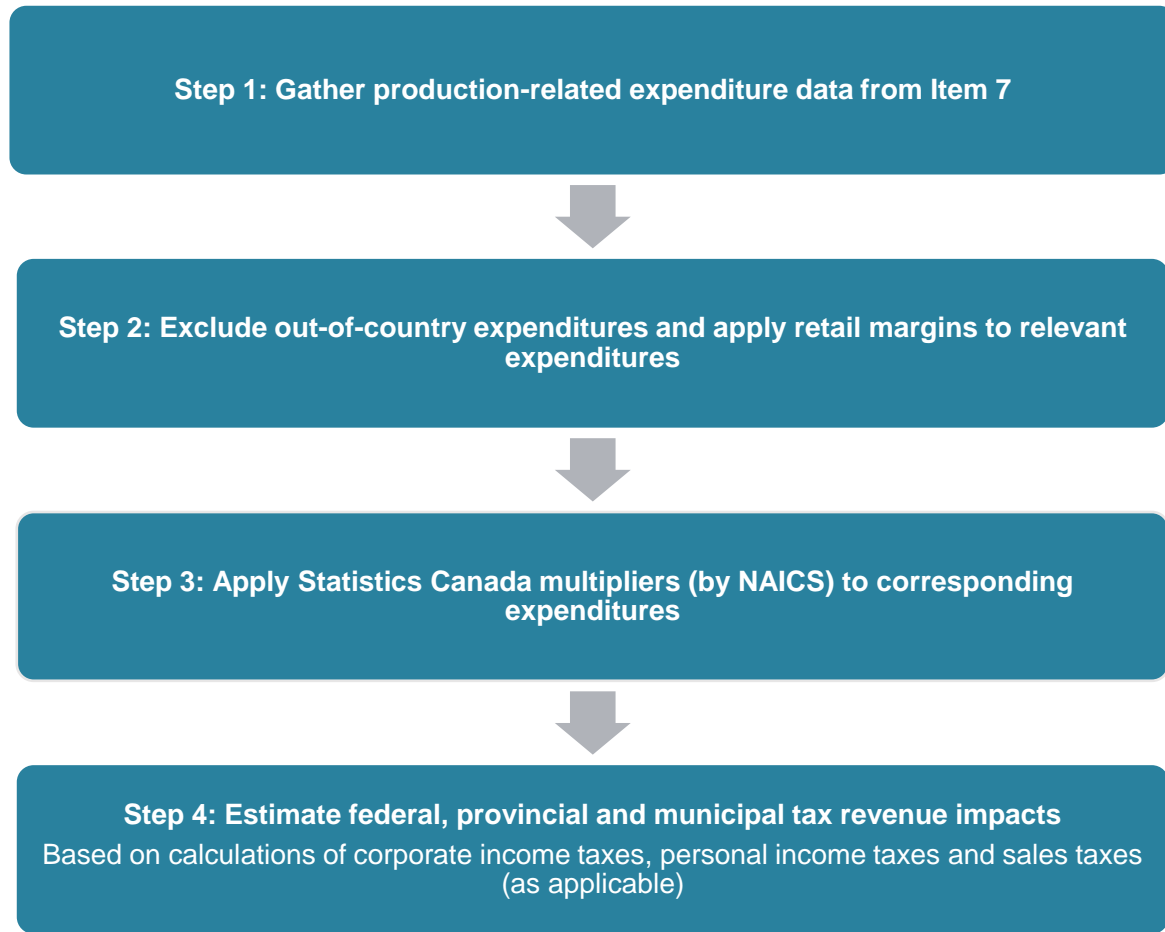 Step 1: Gather production-related expenditure data from Item 7
Step 2: Exclude out-of-country expenditures and apply retail margins to relevant
expenditures
Step 3: Apply Statistics Canada multipliers (by NAICS) to corresponding
expenditures
Step 4: Estimate federal, provincial and municipal tax revenue impacts
Based on calculations of corporate income taxes, personal income taxes and sales taxes
(as applicable)